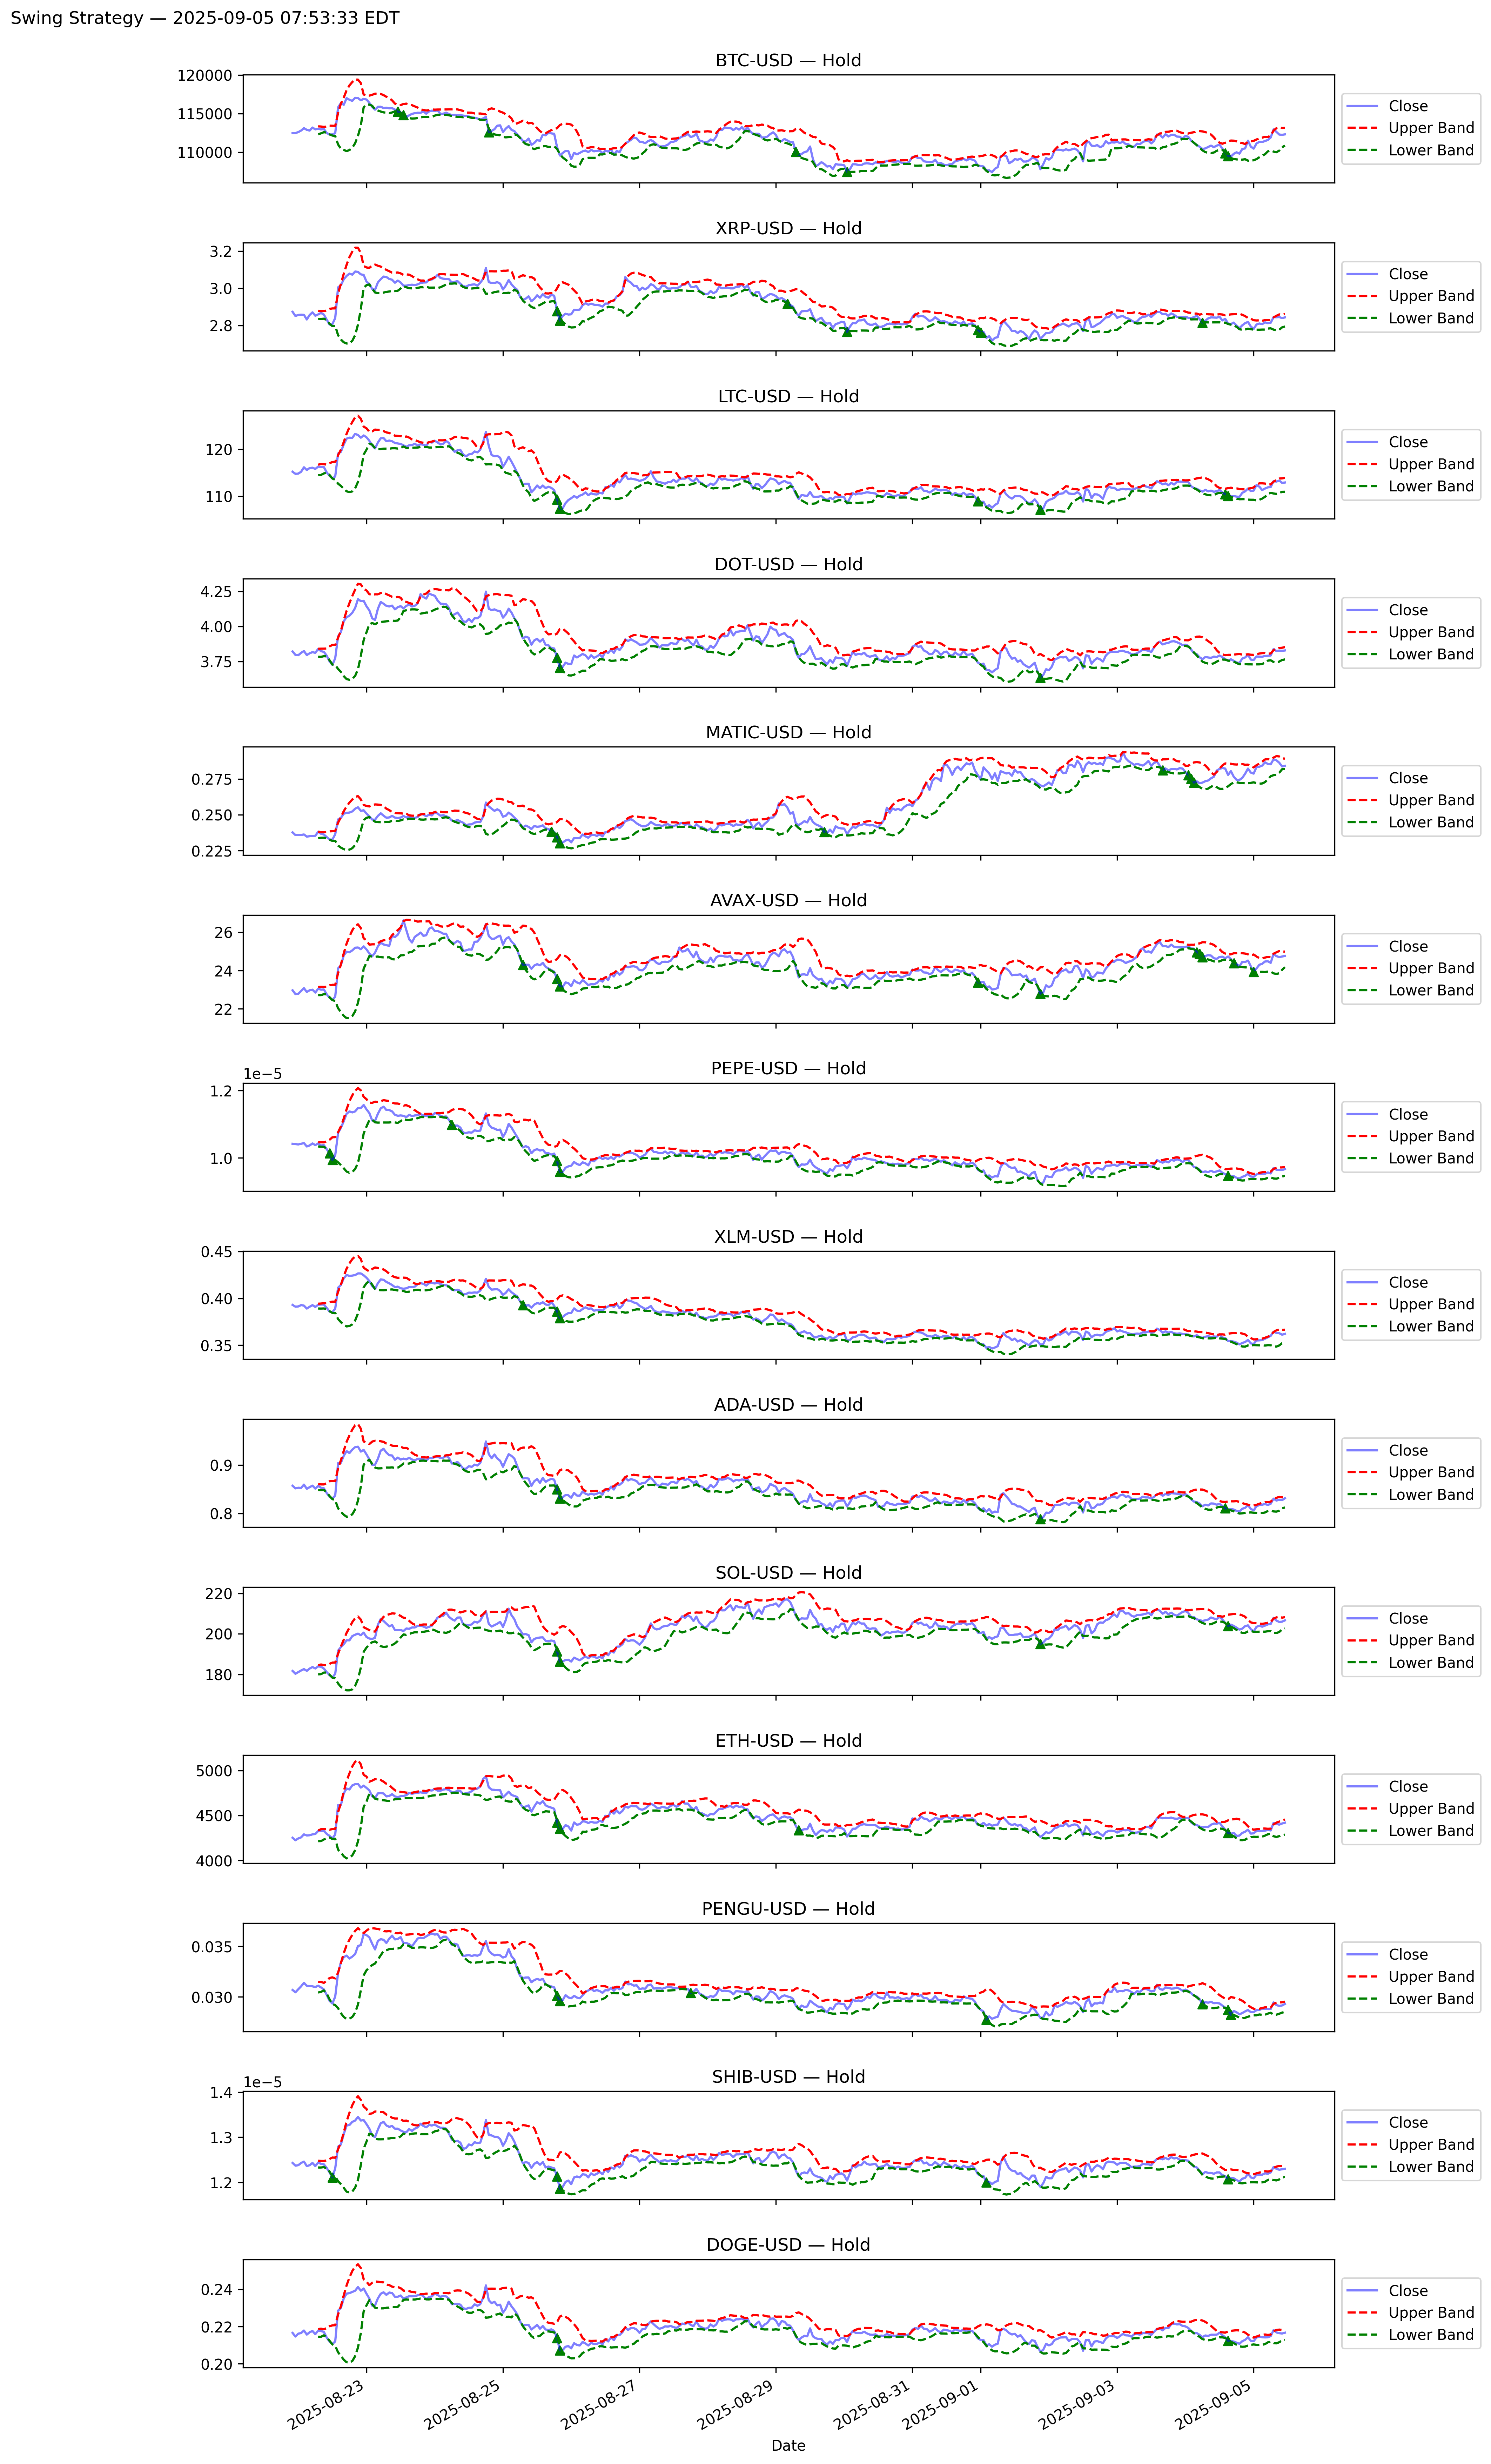 Swing Strategy — 2025-09-05 07:53:33 EDT
BTC-USD — Hold
120000
115000
110000
Close
Upper Band
Lower Band
XRP-USD — Hold
3.2
3.0
2.8
Close
Upper Band
Lower Band
LTC-USD — Hold
120
110
Close
Upper Band
Lower Band
DOT-USD — Hold
4.25
4.00
3.75
Close
Upper Band
Lower Band
MATIC-USD — Hold
0.275
0.250
0.225
Close
Upper Band
Lower Band
AVAX-USD — Hold
26
24
22
Close
Upper Band
Lower Band
PEPE-USD — Hold
1e−5
1.2
1.0
Close
Upper Band
Lower Band
XLM-USD — Hold
0.45
0.40
0.35
Close
Upper Band
Lower Band
ADA-USD — Hold
0.9
0.8
Close
Upper Band
Lower Band
SOL-USD — Hold
220
200
180
Close
Upper Band
Lower Band
ETH-USD — Hold
5000
4500
4000
Close
Upper Band
Lower Band
PENGU-USD — Hold
0.035
0.030
Close
Upper Band
Lower Band
SHIB-USD — Hold
1e−5
1.4
1.3
1.2
Close
Upper Band
Lower Band
DOGE-USD — Hold
0.24
0.22
0.20
Close
Upper Band
Lower Band
2025-08-23
2025-08-25
2025-08-27
2025-08-29
2025-08-31
2025-09-01
2025-09-03
2025-09-05
Date